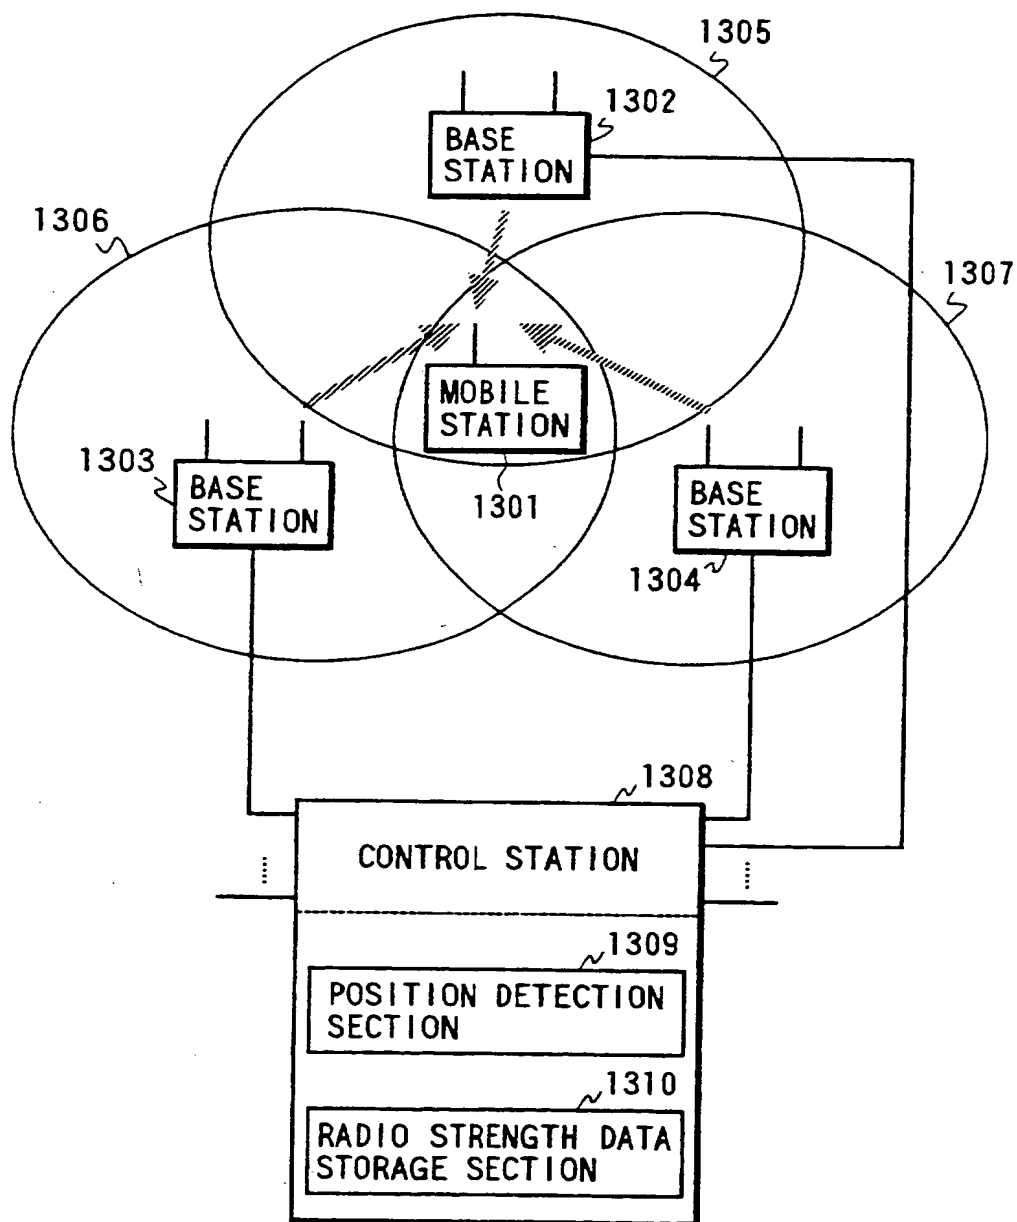 1305
1302
BASE
STATION
1306
1307
MOBILE
STATION
1303
BASE
STATION
1301
BASE
STATION
1304
1308
CONTROL STATION
1309
POSITION DETECTION
SECTION
1310
RADIO STRENGTH DATA
STORAGE SECTION